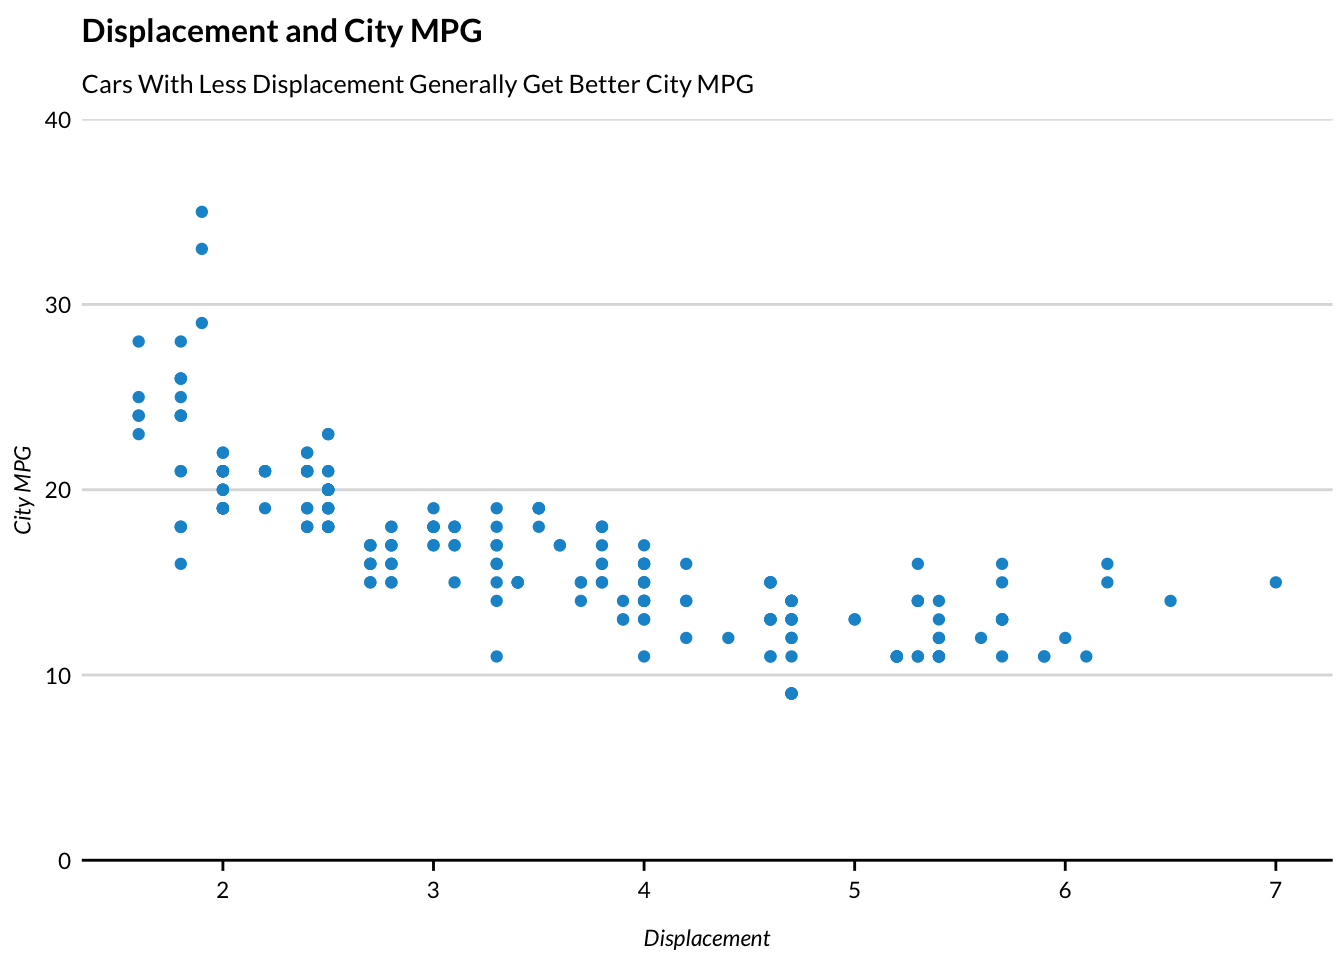 Displacement and City MPG
Cars With Less Displacement Generally Get Better City MPG
40
30
20
10
0
City MPG
2 3 4 5 6 7
Displacement